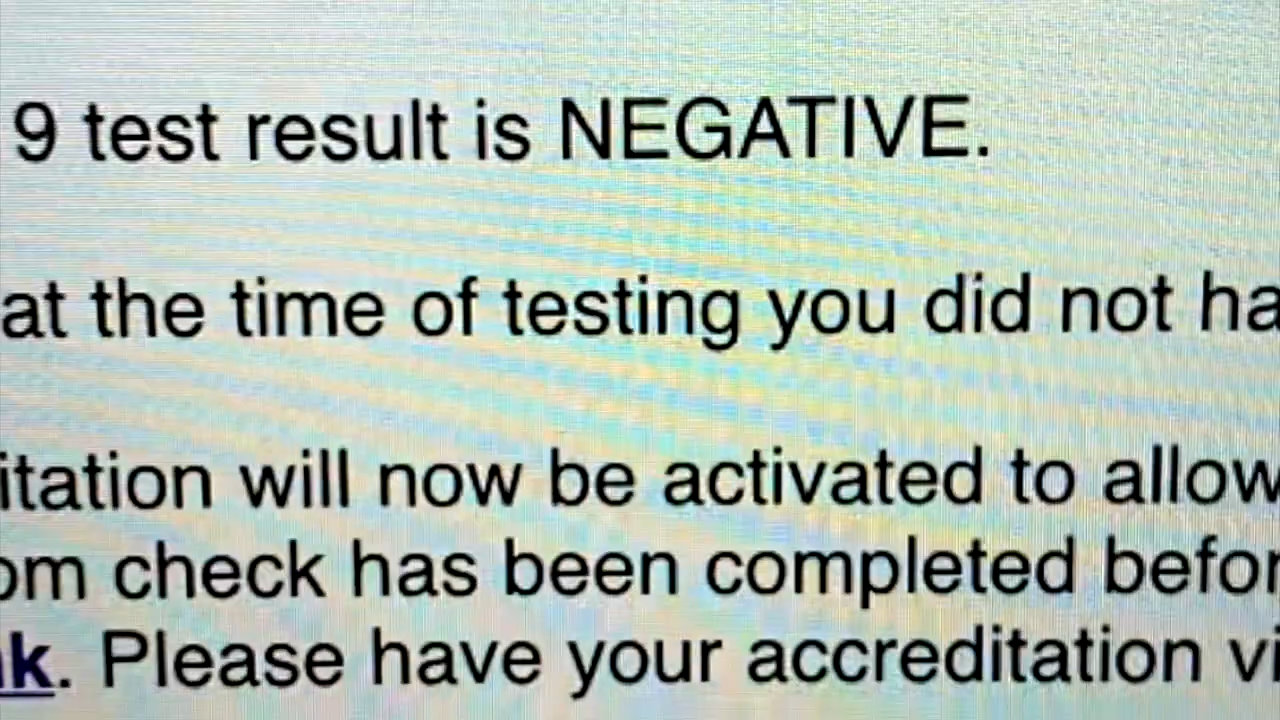 9 test result is NEGATIVE.
at the time of testing you did not ha
itation will now be activated to allow
om check has been completed befor
k. Please have your accreditation vi